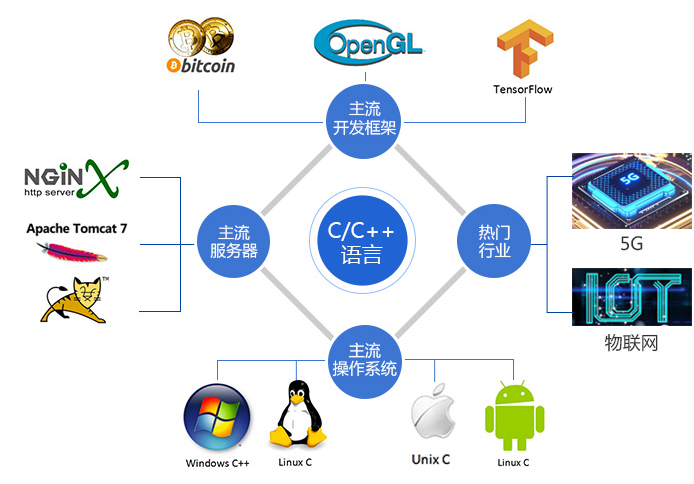 bitcoin
OpenGL
TensorFlow
主流
开发框架
NGiNX
http server
Apache Tomcat 7
TM
主流
服务器
C/C++
语言
热门
行业
5G
5G
IOT
物联网
主流
操作系统
Windows C++
Linux C
Unix C
Linux C